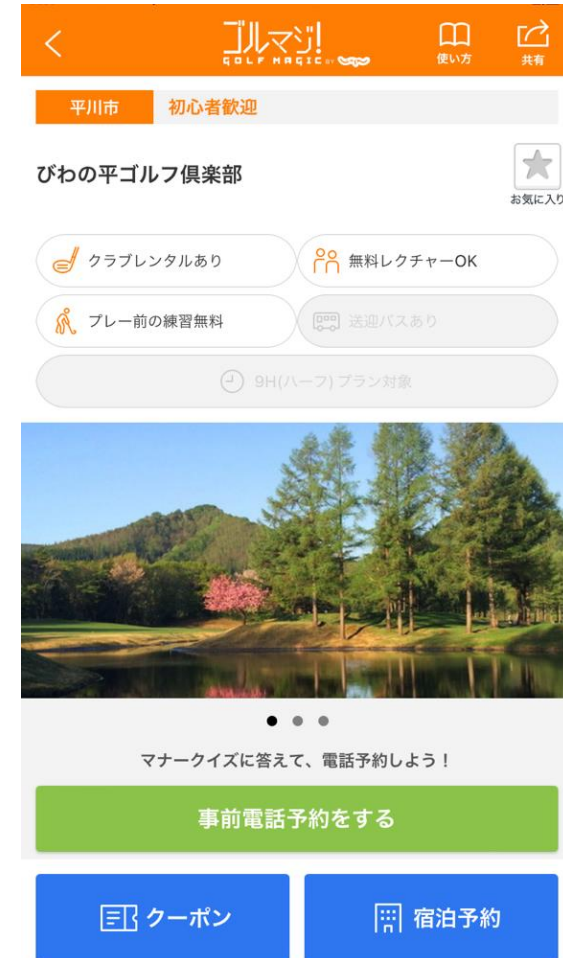 ゴルマジ!
GOLF MAGIC BY
使い方
共有
平川市 初心者歓迎
びわの平ゴルフ倶楽部
お気に入り
クラブレンタルあり
無料レクチャーOK
プレー前の練習無料
送迎バスあり
9H(ハーフ) プラン対象
マナークイズに答えて、電話予約しよう!
事前電話予約をする
クーポン
宿泊予約